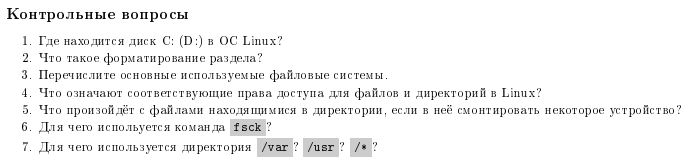 Контрольные вопросы
1. Где находится диск C: (D:) в ОС Linux?
2. Что такое форматирование раздела?
3. Перечислите основные используемые файловые системы.
4. Что означают соответствующие права доступа для файлов и директорий в Linux?
5. Что произойдёт с файлами находящимися в директории, если в неё смонтировать некоторое устройство?
6. Для чего испольуется команда fsck?
7. Для чего используется директория /var? /usr? /*?